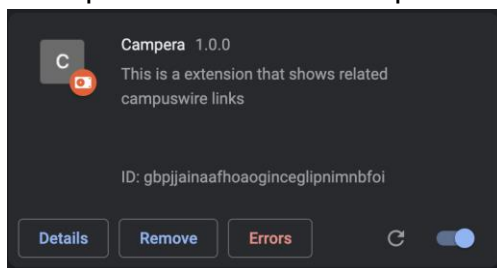 C
Campera 1.0.0
This is a extension that shows related
campuswire links
ID: gbpjjainaafhoaoginceglipnimnbfoi
Details Remove Errors